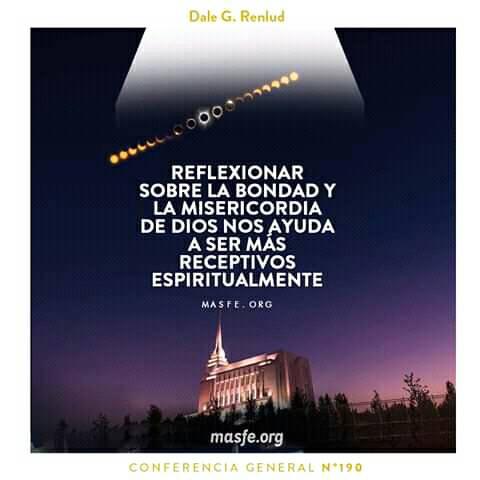 Dale G. Renlud
REFLEXIONAR
SOBRE LA BONDAD Y
LA MISERICORDIA
DE DIOS NOS AYUDA
A SER MÁS
RECEPTIVOS
ESPIRITUALMENTE
MASFE.ORG
masfe.org
CONFERENCIA GENERAL N°190